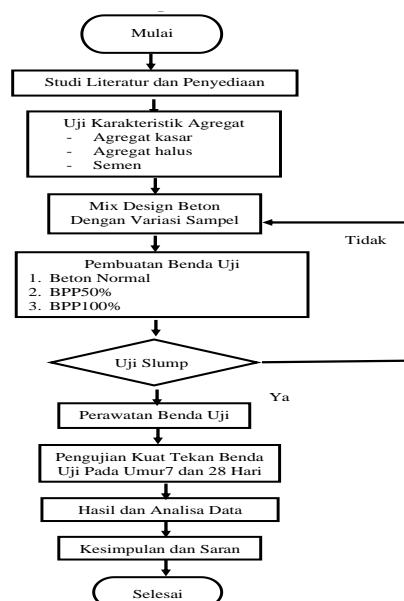 Mulai
Studi Literatur dan Penyediaan
Uji Karakteristik Agregat
- Agregat kasar
- Agregat halus
- Semen
Mix Design Beton
Dengan Variasi Sampel
Tidak
Pembuatan Benda Uji
1. Beton Normal
2. BPP50%
3. BPP100%
Uji Slump
Ya
Perawatan Benda Uji
Pengujian Kuat Tekan Benda
Uji Pada Umur7 dan 28 Hari
Hasil dan Analisa Data
Kesimpulan dan Saran
Selesai